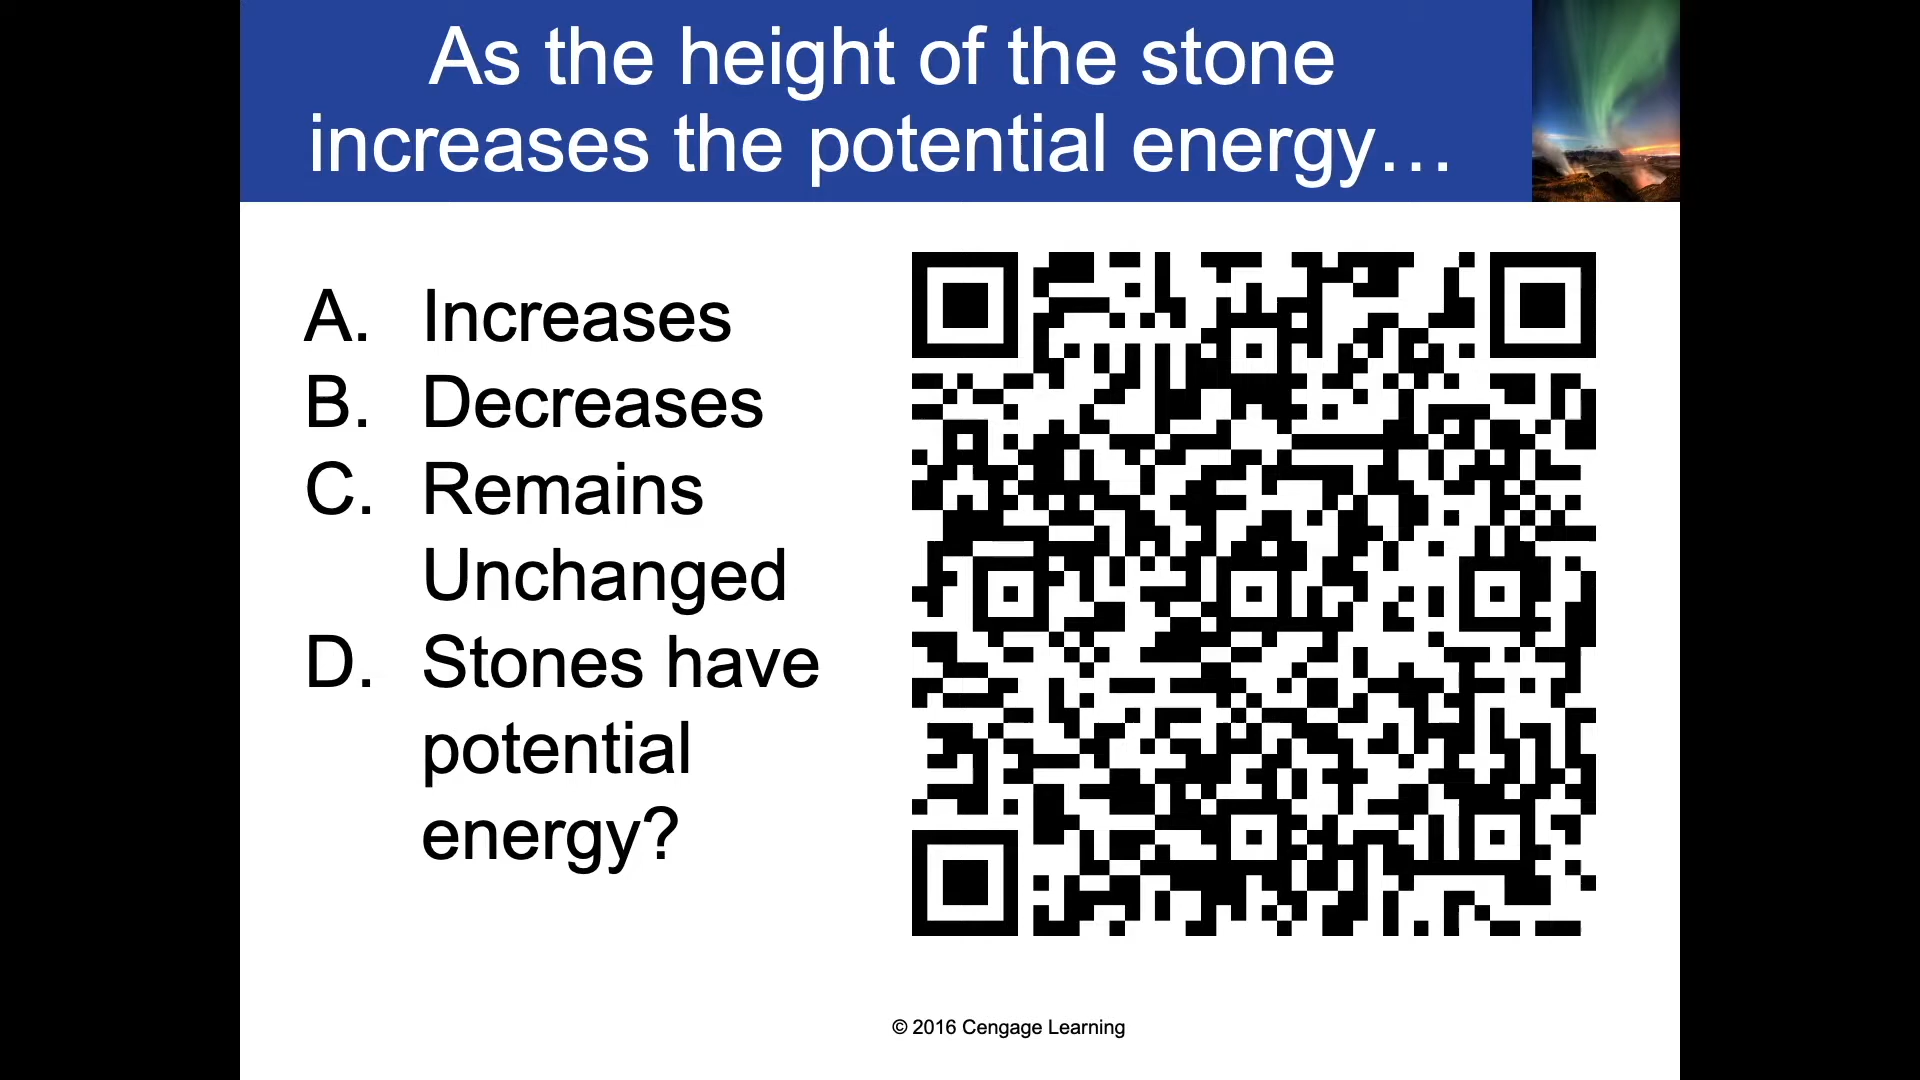 As the height of the stone
increases the potential energy…
A. Increases
B. Decreases
C. Remains
Unchanged
D. Stones have
potential
energy?
© 2016 Cengage Learning